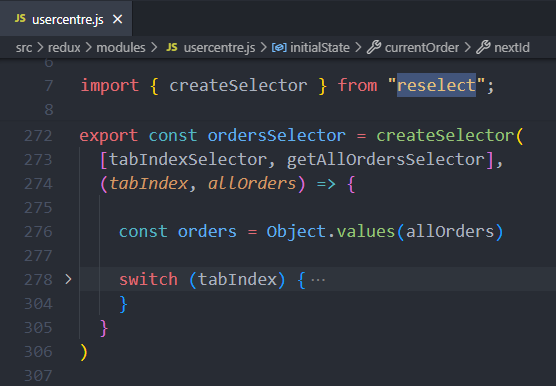 JS usercentre.js ×
src > redux > modules > JS usercentre.js > initialState > currentOrder > nextId
6
7 import { createSelector } from "reselect";
8
272 export const ordersSelector = createSelector(
273 [tabIndexSelector, getAllOrdersSelector],
274 (tabIndex, allOrders) => {
275
276 const orders = Object.values(allOrders)
277
278 > switch (tabIndex) { ···
304 }
305 }
306 )
307